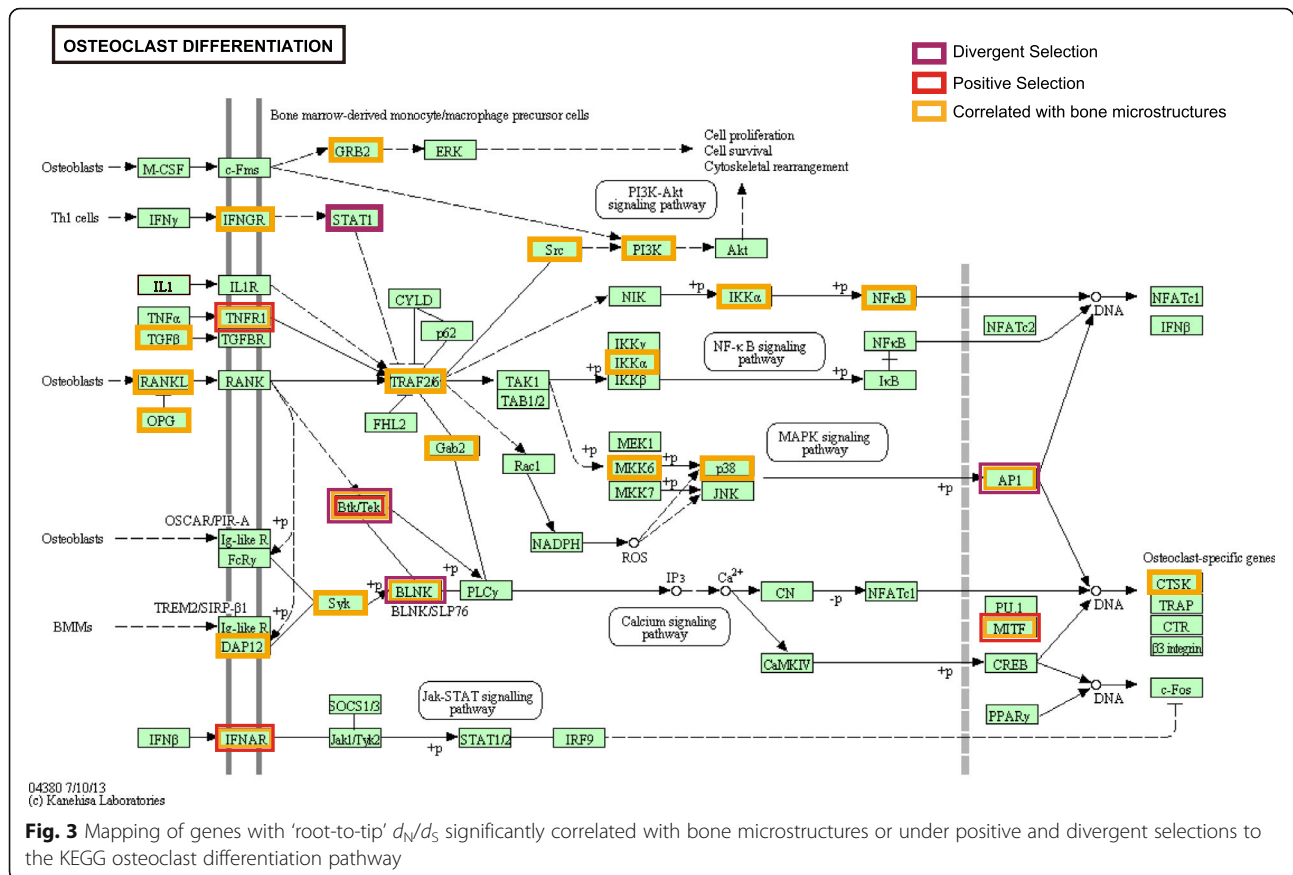 OSTEOCLAST DIFFERENTIATION
Divergent Selection
Positive Selection
Correlated with bone microstructures
Bone marrow-derived monocyte/macrophage precursor cells
Osteoblasts
M-CSF
c-Fms
GRB2
ERK
Cell proliferation
Cell survival
Cytoskeletal rearrangement
PI3K-Akt
signaling pathway
Th1 cells
IFNγ
IFNGR
STAT1
Src
PI3K
Akt
IL1
IL1R
CYLD
NIK
+p
IKKα
+p
NFκB
DNA
NFATc1
TNFα
TNFR1
p62
NFATc2
IFNβ
TGFβ
TGFBR
IKKγ
IKKα
IKKβ
NF-κ B signaling
pathway
NFκB
+p
+p
IκB
Osteoblasts
RANKL
RANK
TRAF2/6
TAK1
TAB1/2
OPG
FHL2
Gab2
Rac1
+p
MEK1
MKK6
+p
p38
MKK7
+p
JNK
MAPK signaling
pathway
+p
AP1
Btk/Tek
OSCAR/PIR-A
+p
Osteoblasts
Ig-like R
FcRγ
NADPH
ROS
Syk
+p
BLNK
+p
BLNK/SLP76
PLCγ
IP3
Ca2+
CN
-p
NFATc1
DNA
Osteoclast-specific genes
CTSK
TRAP
CTR
β3 integrin
TREM2/SIRP-β1
+p
BMMs
Ig-like R
DAP12
Calcium signaling
pathway
PU.1
MITF
CaMKIV
+p
CREB
Jak-STAT signalling
pathway
SOCS1/3
PPARγ
DNA
c-Fos
IFNβ
IFNAR
Jak1/Tyk2
+p
STAT1/2
IRF9
04380 7/10/13
(c) Kanehisa Laboratories
Fig. 3 Mapping of genes with ‘root-to-tip’ dN/dS significantly correlated with bone microstructures or under positive and divergent selections to
the KEGG osteoclast differentiation pathway